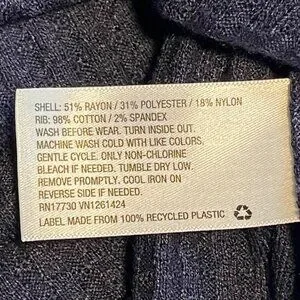 SHELL: 51% RAYON / 31% POLYESTER / 18% NYLON
RIB: 98% COTTON / 2% SPANDEX
WASH BEFORE WEAR. TURN INSIDE OUT.
MACHINE WASH COLD WITH LIKE COLORS.
GENTLE CYCLE. ONLY NON-CHLORINE
BLEACH IF NEEDED. TUMBLE DRY LOW.
REMOVE PROMPTLY. COOL IRON ON
REVERSE SIDE IF NEEDED.
RN17730 VN1261424
LABEL MADE FROM 100% RECYCLED PLASTIC